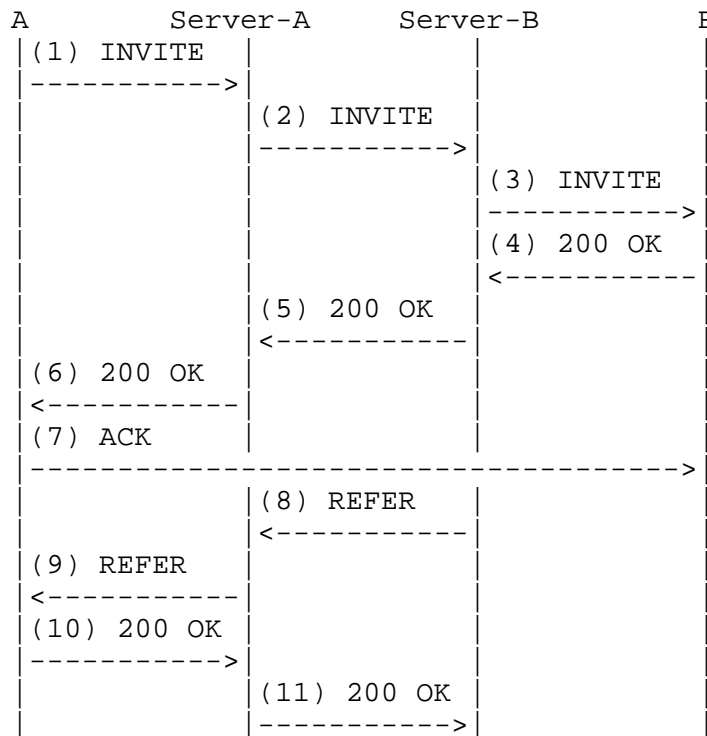 A Server-A Server-B B
(1) INVITE
(2) INVITE
(3) INVITE
(4) 200 OK
(5) 200 OK
(6) 200 OK
(7) ACK
(8) REFER
(9) REFER
(10) 200 OK
(11) 200 OK